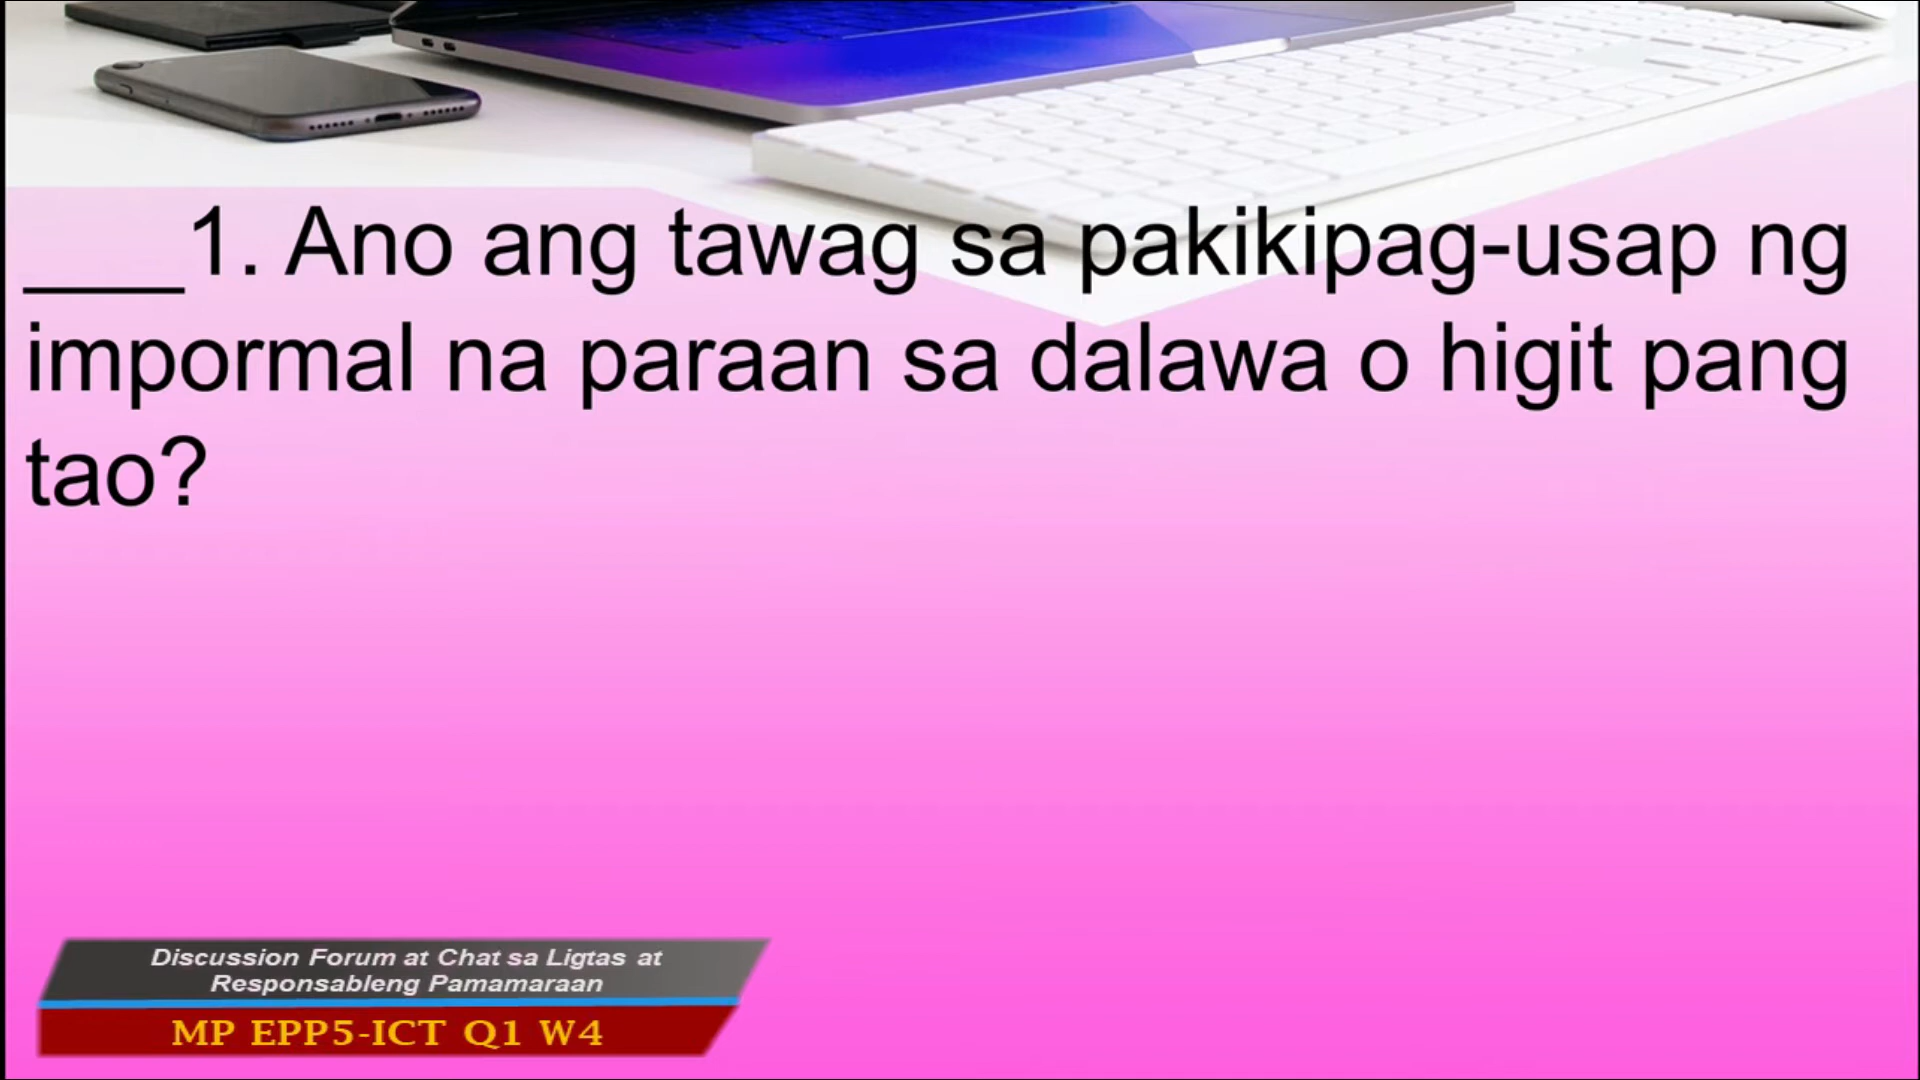 ___1. Ano ang tawag sa pakikipag-usap ng
impormal na paraan sa dalawa o higit pang
tao?
Discussion Forum at Chat sa Ligtas at
Responsableng Pamamaraan
MP EPP5-ICT Q1 W4